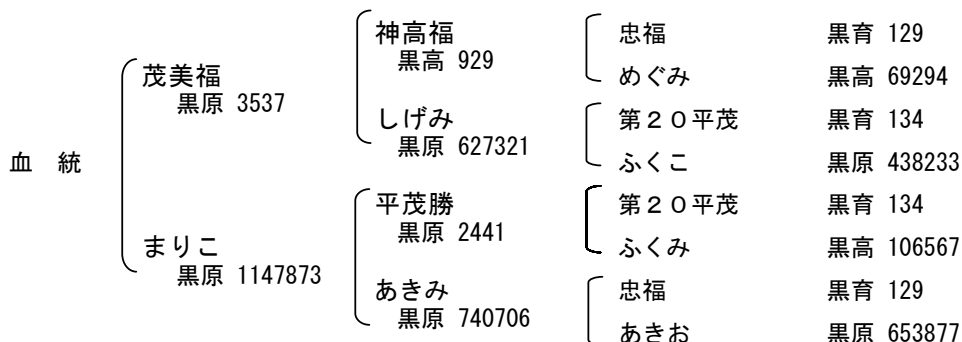 血　統
茂美福
黒原 3537
まりこ
黒原 1147873
神高福
黒高 929
しげみ
黒原 627321
平茂勝
黒原 2441
あきみ
黒原 740706
忠福　黒育 129
めぐみ　黒高 69294
第２０平茂　黒育 134
ふくこ　黒原 438233
第２０平茂　黒育 134
ふくみ　黒高 106567
忠福　黒育 129
あきお　黒原 653877